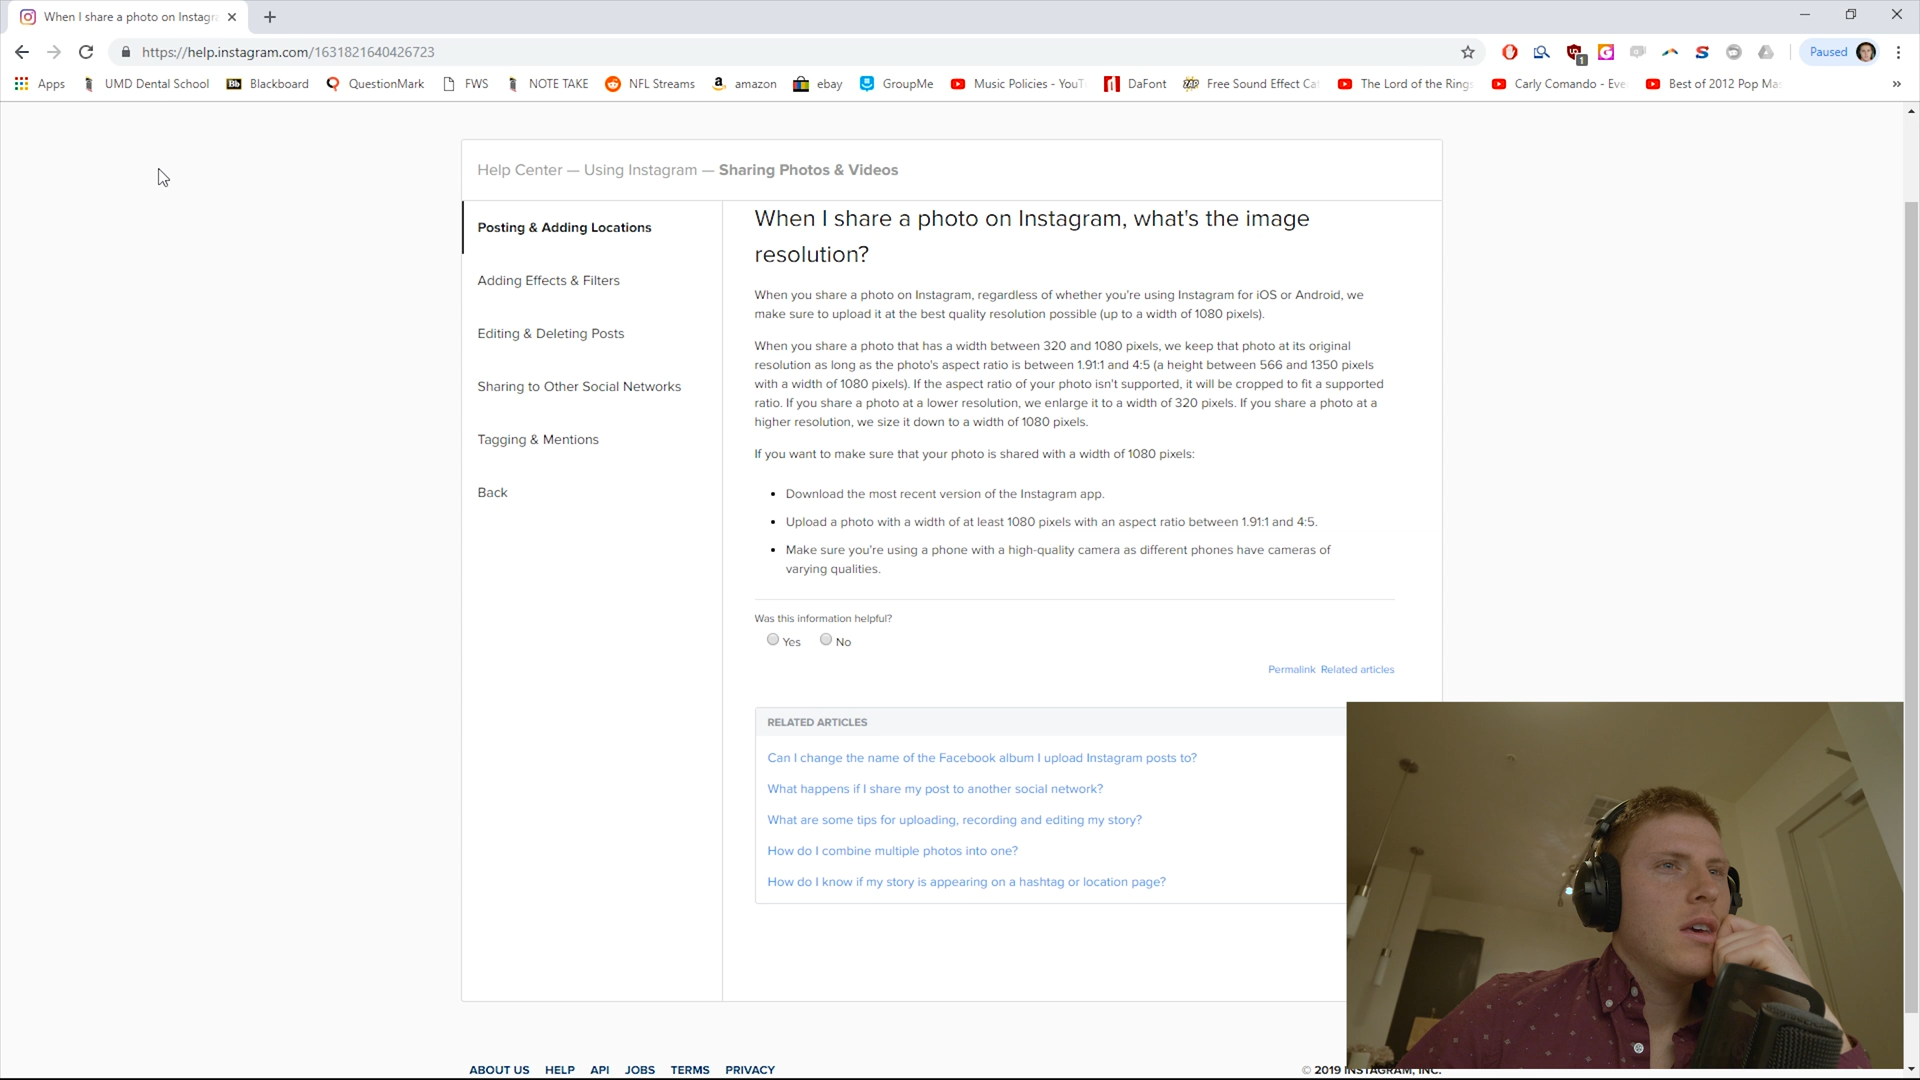 When I share a photo on Instagra
https://help.instagram.com/1631821640426723
1
Paused
Apps
UMD Dental School
Bb
Blackboard
QuestionMark
FWS
NOTE TAKE
NFL Streams
amazon
ebay
GroupMe
Music Policies - YouT
DaFont
Free Sound Effect Ca
The Lord of the Ring
Carly Comando - Eve
Best of 2012 Pop Ma
Help Center — Using Instagram — Sharing Photos & Videos
Posting & Adding Locations
Adding Effects & Filters
Editing & Deleting Posts
Sharing to Other Social Networks
Tagging & Mentions
Back
When I share a photo on Instagram, what's the image
resolution?
When you share a photo on Instagram, regardless of whether you're using Instagram for iOS or Android, we
make sure to upload it at the best quality resolution possible (up to a width of 1080 pixels).
When you share a photo that has a width between 320 and 1080 pixels, we keep that photo at its original
resolution as long as the photo's aspect ratio is between 1.91:1 and 4:5 (a height between 566 and 1350 pixels
with a width of 1080 pixels). If the aspect ratio of your photo isn't supported, it will be cropped to fit a supported
ratio. If you share a photo at a lower resolution, we enlarge it to a width of 320 pixels. If you share a photo at a
higher resolution, we size it down to a width of 1080 pixels.
If you want to make sure that your photo is shared with a width of 1080 pixels:
• Download the most recent version of the Instagram app.
• Upload a photo with a width of at least 1080 pixels with an aspect ratio between 1.91:1 and 4:5.
• Make sure you're using a phone with a high-quality camera as different phones have cameras of
varying qualities.
Was this information helpful?
Yes No
Permalink Related articles
RELATED ARTICLES
Can I change the name of the Facebook album I upload Instagram posts to?
What happens if I share my post to another social network?
What are some tips for uploading, recording and editing my story?
How do I combine multiple photos into one?
How do I know if my story is appearing on a hashtag or location page?
ABOUT US HELP API JOBS TERMS PRIVACY
© 2019 INSTAGRAM, INC.